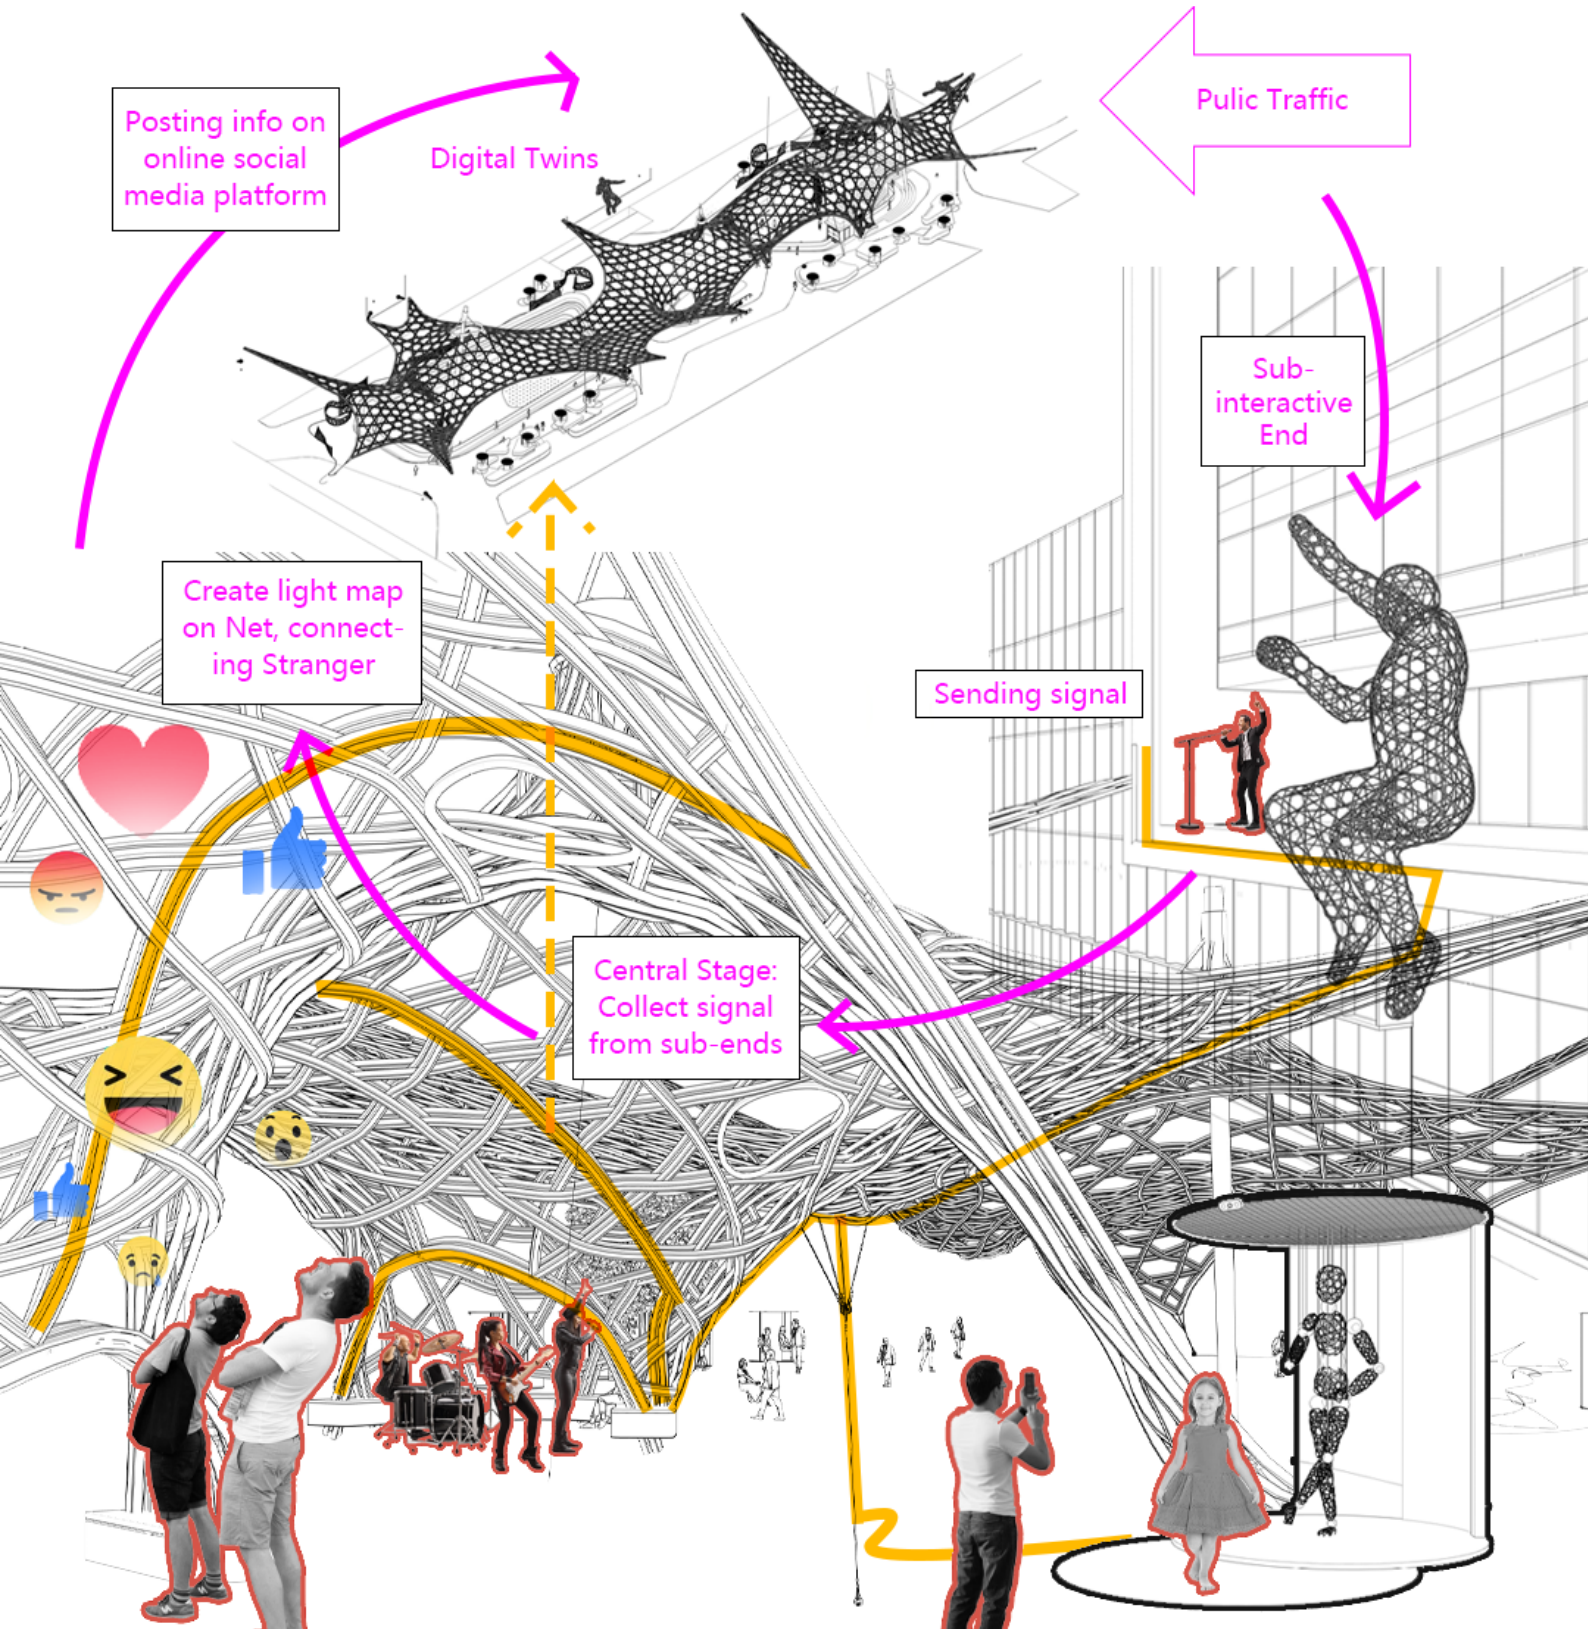 Posting info on
online social
media platform
Digital Twins
Pulic Traffic
Sub-
interactive
End
Create light map
on Net, connect-
ing Stranger
Sending signal
Central Stage:
Collect signal
from sub-ends